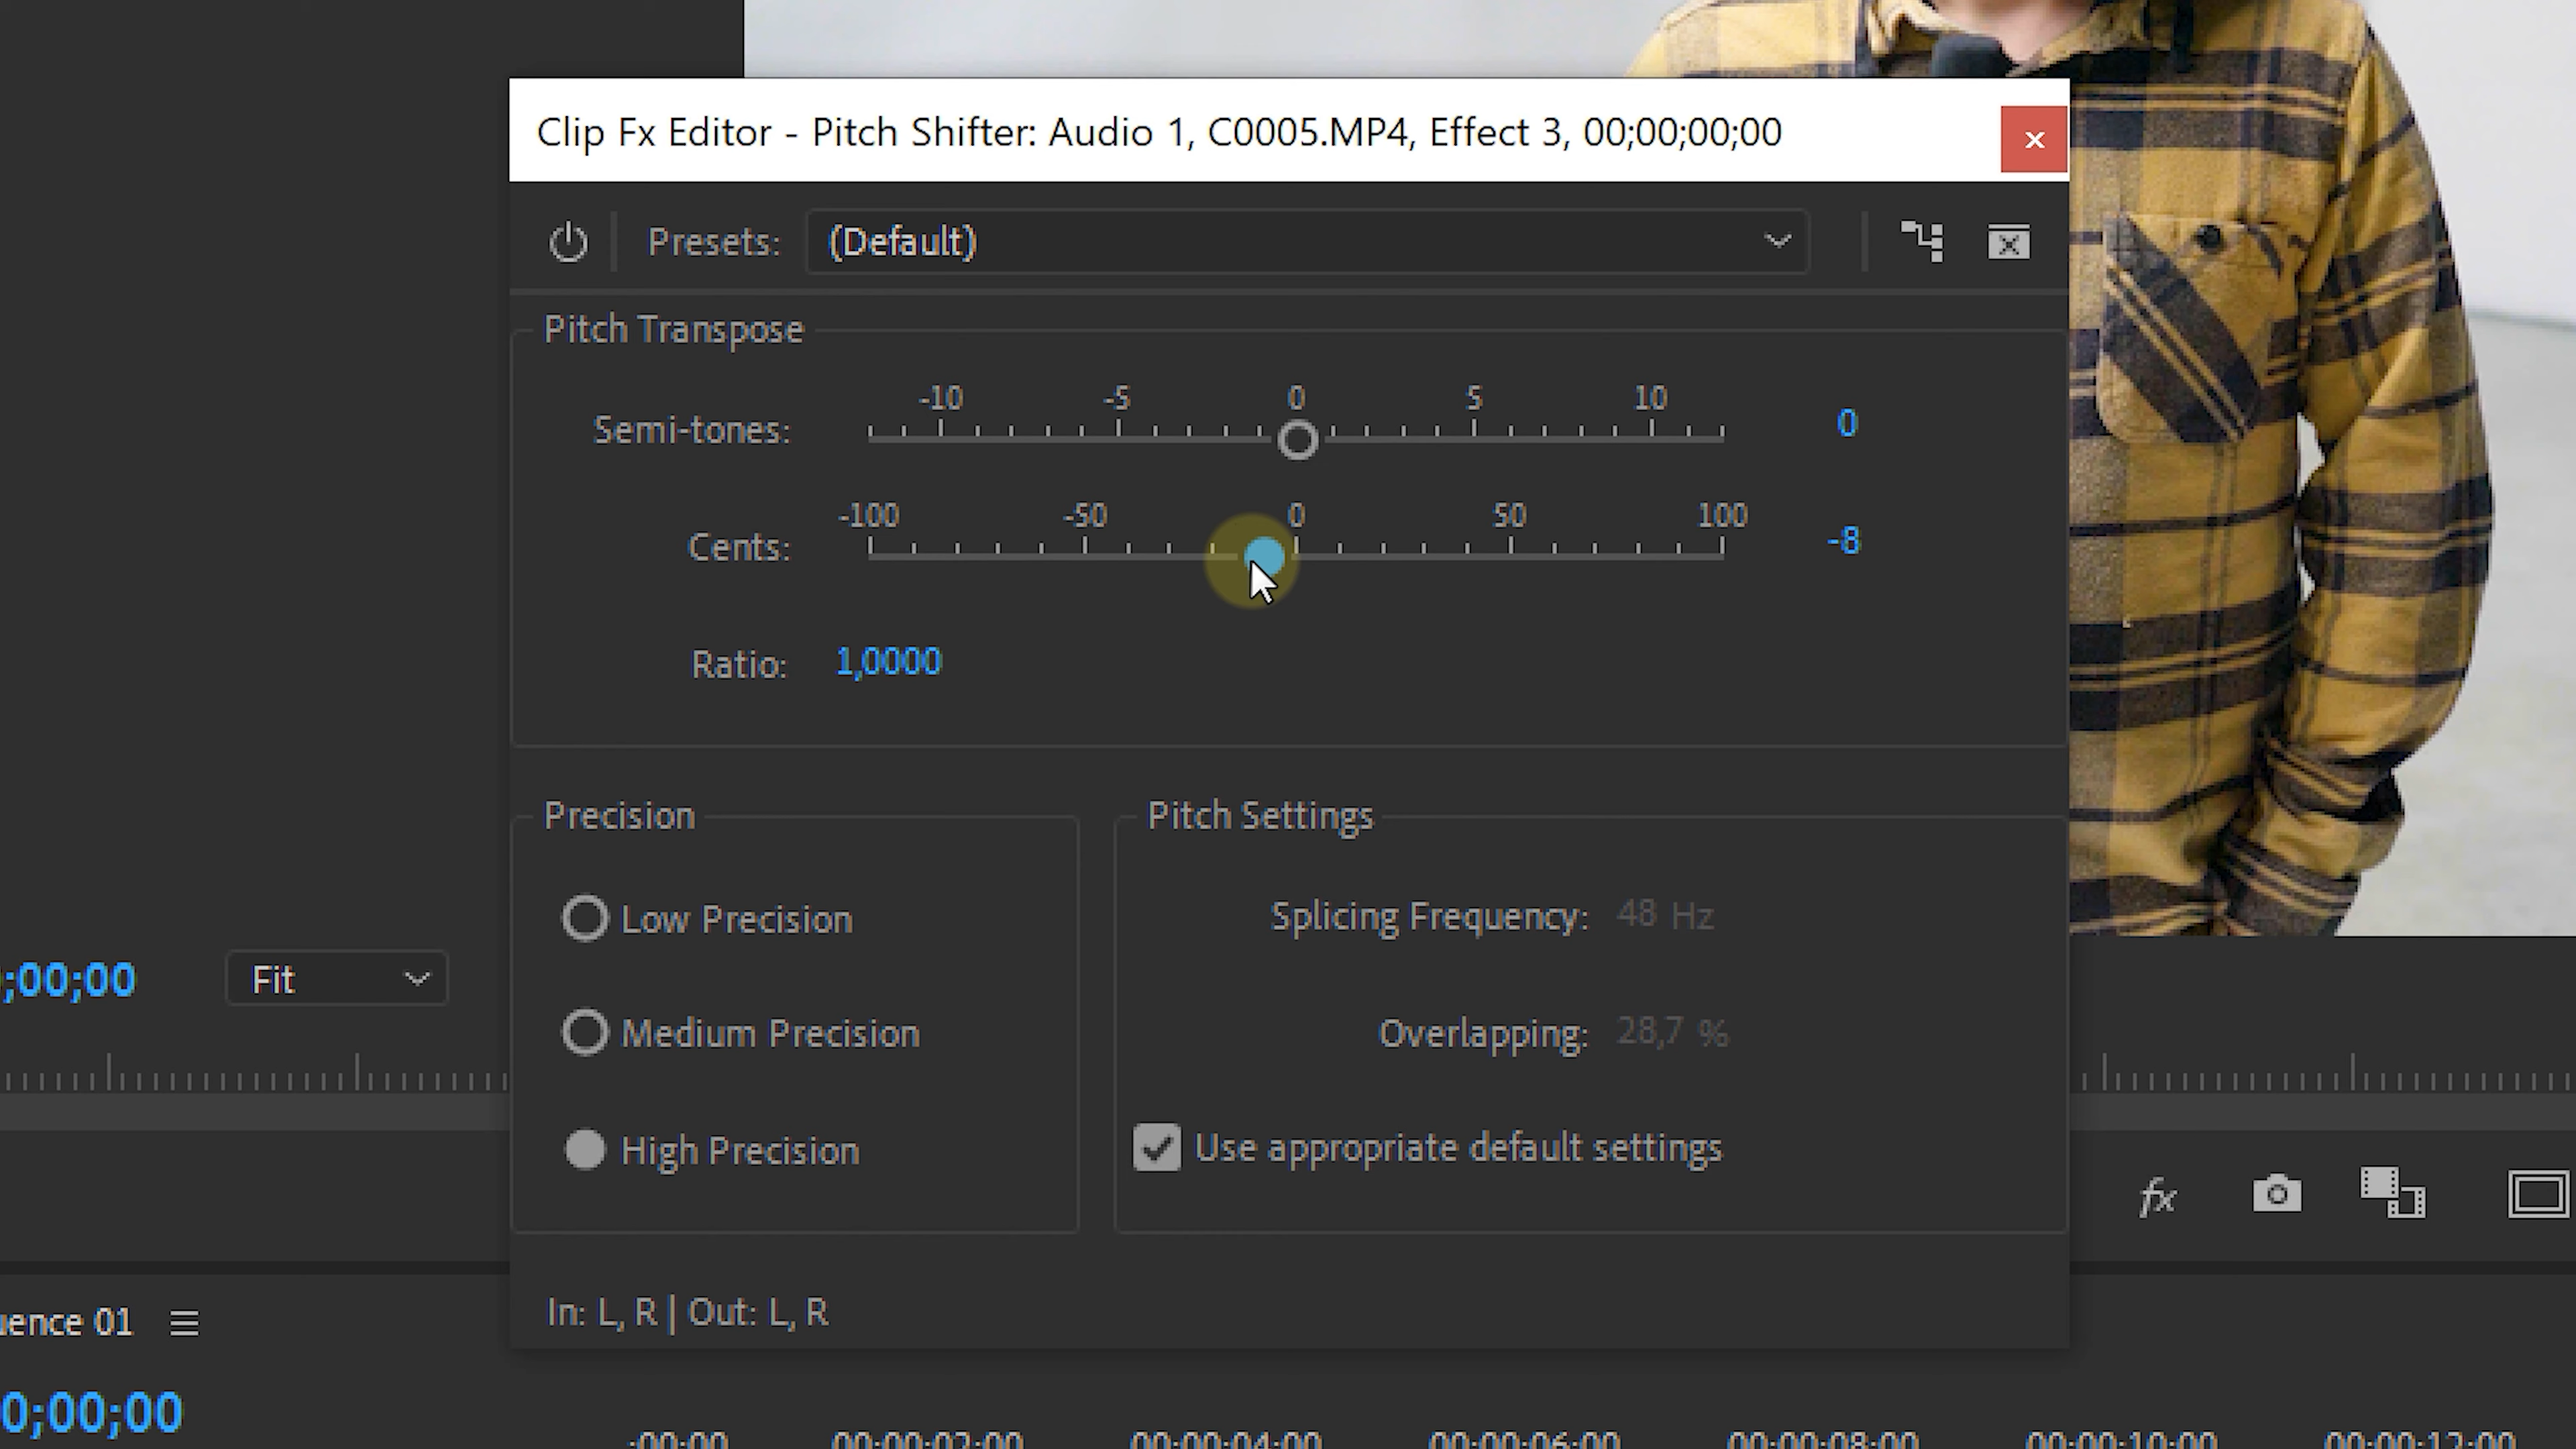 Clip Fx Editor - Pitch Shifter: Audio 1, C0005.MP4, Effect 3, 00;00;00;00
Presets: (Default)
Pitch Transpose
-10 -5 0 5 10
Semi-tones: 0
-100 -50 0 50 100
Cents: -8
Ratio: 1,0000
Precision
Low Precision
Medium Precision
High Precision
Pitch Settings
Splicing Frequency: 48 Hz
Overlapping: 28,7 %
Use appropriate default settings
In: L, R | Out: L, R
;00;00 Fit
fx
uence 01
0;00;00
:00:00 00:00:02:00 00:00:04:00 00:00:06:00 00:00:08:00 00:00:10:00 00:00:12:00